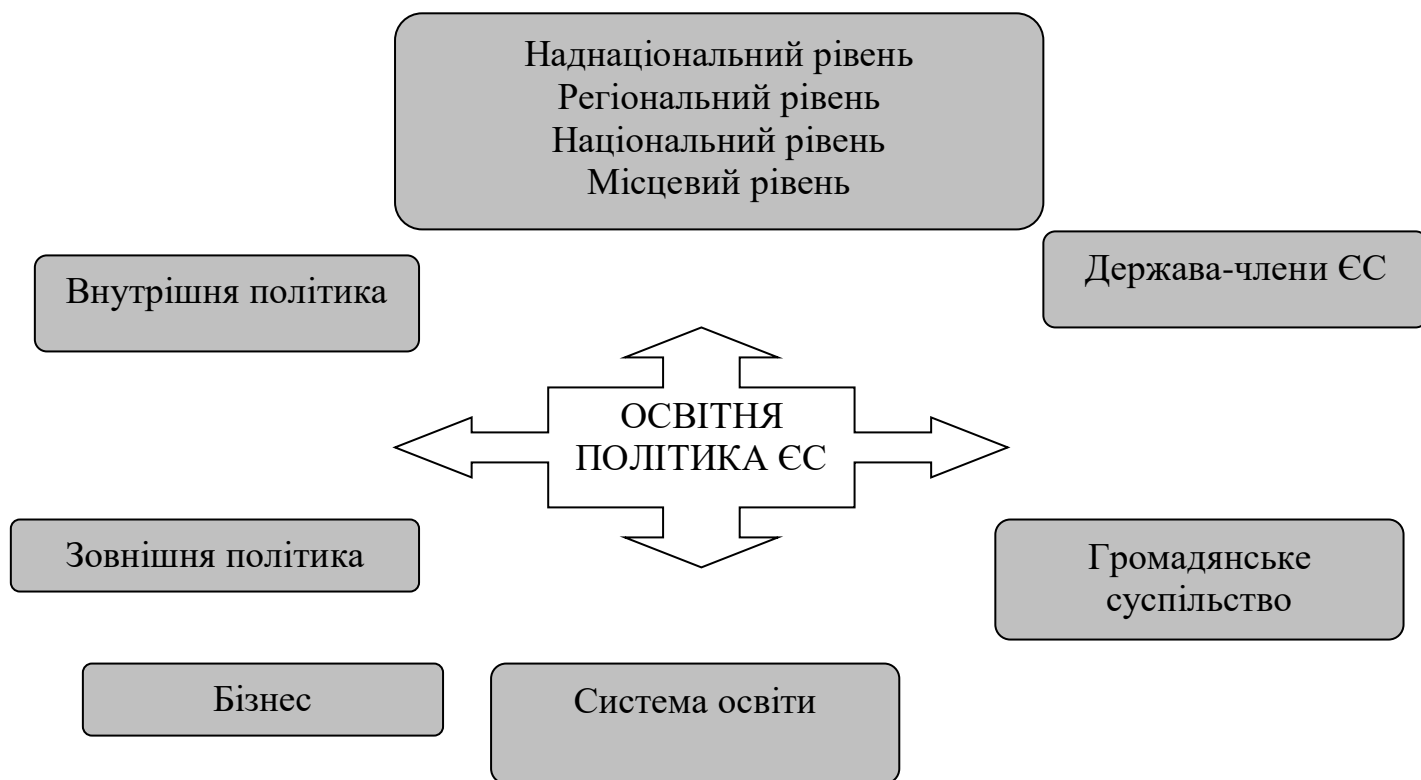 Наднаціональний рівень
Регіональний рівень
Національний рівень
Місцевий рівень
Внутрішня політика
Держава-члени ЄС
ОСВІТНЯ
ПОЛІТИКА ЄС
Зовнішня політика
Громадянське
суспільство
Бізнес
Система освіти